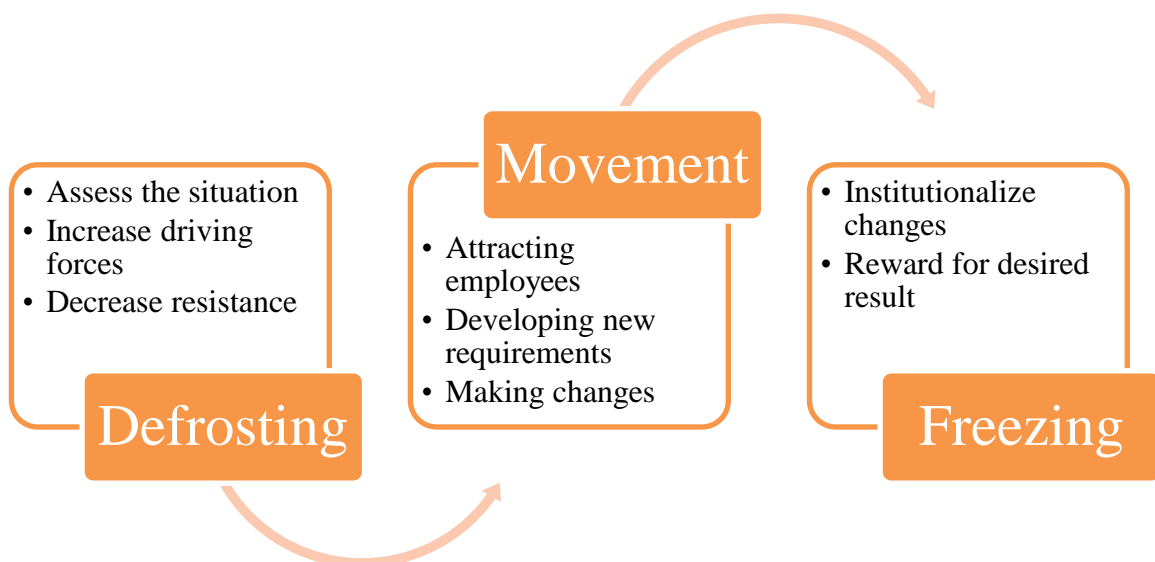 • Assess the situation
• Increase driving
forces
• Decrease resistance
Defrosting
Movement
• Attracting
employees
• Developing new
requirements
• Making changes
• Institutionalize
changes
• Reward for desired
result
Freezing